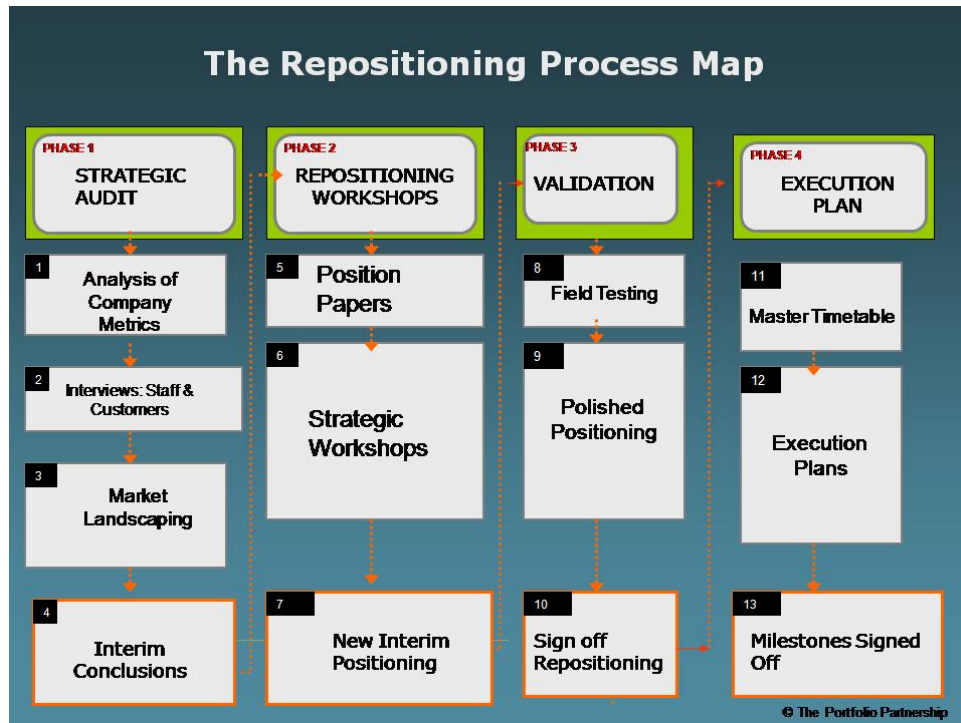 The Repositioning Process Map
PHASE 1
STRATEGIC
AUDIT
1
Analysis of
Company
Metrics
2
Interviews: Staff &
Customers
3
Market
Landscaping
4
Interim
Conclusions
PHASE 2
REPOSITIONING
WORKSHOPS
5
Position
Papers
6
Strategic
Workshops
7
New Interim
Positioning
PHASE 3
VALIDATION
8
Field Testing
9
Polished
Positioning
10
Sign off
Repositioning
PHASE 4
EXECUTION
PLAN
11
Master Timetable
12
Execution
Plans
13
Milestones Signed
Off
© The Portfolio Partnership